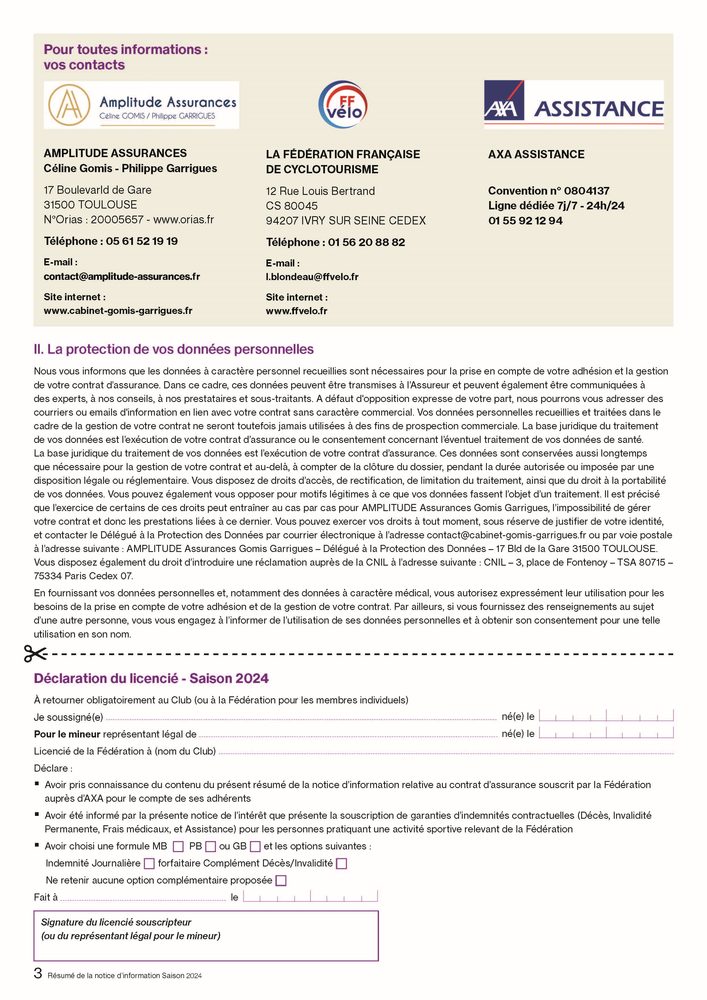 Pour toutes informations :
vos contacts
Amplitude Assurances
Céline GOMIS / Philippe GARRIGUES
FF
vélo
AXA ASSISTANCE
AMPLITUDE ASSURANCES
Céline Gomis - Philippe Garrigues
17 Boulevarld de Gare
31500 TOULOUSE
N°Orias : 20005657 - www.orias.fr
Téléphone : 05 61 52 19 19
E-mail :
contact@amplitude-assurances.fr
Site internet :
www.cabinet-gomis-garrigues.fr
LA FÉDÉRATION FRANÇAISE
DE CYCLOTOURISME
12 Rue Louis Bertrand
CS 80045
94207 IVRY SUR SEINE CEDEX
Téléphone : 01 56 20 88 82
E-mail :
l.blondeau@ffvelo.fr
Site internet :
www.ffvelo.fr
AXA ASSISTANCE
Convention n° 0804137
Ligne dédiée 7j/7 - 24h/24
01 55 92 12 94
II. La protection de vos données personnelles
Nous vous informons que les données à caractère personnel recueillies sont nécessaires pour la prise en compte de votre adhésion et la gestion
de votre contrat d’assurance. Dans ce cadre, ces données peuvent être transmises à l’Assureur et peuvent également être communiquées à
des experts, à nos conseils, à nos prestataires et sous-traitants. A défaut d'opposition expresse de votre part, nous pourrons vous adresser des
courriers ou emails d'information en lien avec votre contrat sans caractère commercial. Vos données personnelles recueillies et traitées dans le
cadre de la gestion de votre contrat ne seront toutefois jamais utilisées à des fins de prospection commerciale. La base juridique du traitement
de vos données est l’exécution de votre contrat d’assurance ou le consentement concernant l’éventuel traitement de vos données de santé.
La base juridique du traitement de vos données est l’exécution de votre contrat d’assurance. Ces données sont conservées aussi longtemps
que nécessaire pour la gestion de votre contrat et au-delà, à compter de la clôture du dossier, pendant la durée autorisée ou imposée par une
disposition légale ou réglementaire. Vous disposez de droits d’accès, de rectification, de limitation du traitement, ainsi que du droit à la portabilité
de vos données. Vous pouvez également vous opposer pour motifs légitimes à ce que vos données fassent l’objet d’un traitement. Il est précisé
que l’exercice de certains de ces droits peut entraîner au cas par cas pour AMPLITUDE Assurances Gomis Garrigues, l’impossibilité de gérer
votre contrat et donc les prestations liées à ce dernier. Vous pouvez exercer vos droits à tout moment, sous réserve de justifier de votre identité,
et contacter le Délégué à la Protection des Données par courrier électronique à l’adresse contact@cabinet-gomis-garrigues.fr ou par voie postale
à l’adresse suivante : AMPLITUDE Assurances Gomis Garrigues – Délégué à la Protection des Données – 17 Bld de la Gare 31500 TOULOUSE.
Vous disposez également du droit d’introduire une réclamation auprès de la CNIL à l’adresse suivante : CNIL – 3, place de Fontenoy – TSA 80715 –
75334 Paris Cedex 07.
En fournissant vos données personnelles et, notamment des données à caractère médical, vous autorisez expressément leur utilisation pour les
besoins de la prise en compte de votre adhésion et de la gestion de votre contrat. Par ailleurs, si vous fournissez des renseignements au sujet
d’une autre personne, vous vous engagez à l’informer de l’utilisation de ses données personnelles et à obtenir son consentement pour une telle
utilisation en son nom.
Déclaration du licencié - Saison 2024
À retourner obligatoirement au Club (ou à la Fédération pour les membres individuels)
Je soussigné(e) né(e) le
Pour le mineur représentant légal de né(e) le
Licencié de la Fédération à (nom du Club)
Déclare :
▪ Avoir pris connaissance du contenu du présent résumé de la notice d’information relative au contrat d’assurance souscrit par la Fédération
auprès d’AXA pour le compte de ses adhérents
▪ Avoir été informé par la présente notice de l’intérêt que présente la souscription de garanties d’indemnités contractuelles (Décès, Invalidité
Permanente, Frais médicaux, et Assistance) pour les personnes pratiquant une activité sportive relevant de la Fédération
▪ Avoir choisi une formule MB PB ou GB et les options suivantes :
Indemnité Journalière forfaitaire Complément Décès/Invalidité
Ne retenir aucune option complémentaire proposée
Fait à le
Signature du licencié souscripteur
(ou du représentant légal pour le mineur)
3 Résumé de la notice d’information Saison 2024